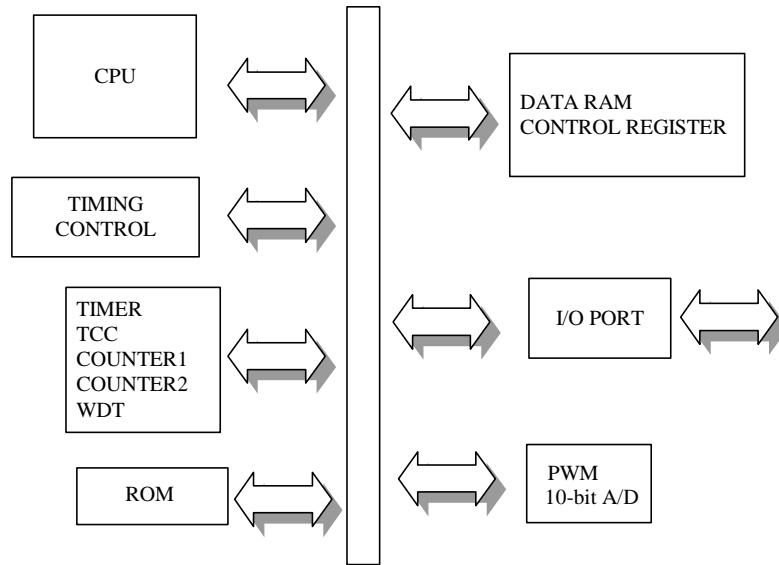 CPU
DATA RAM
CONTROL REGISTER
TIMING
CONTROL
TIMER
TCC
COUNTER1
COUNTER2
WDT
I/O PORT
ROM
PWM
10-bit A/D